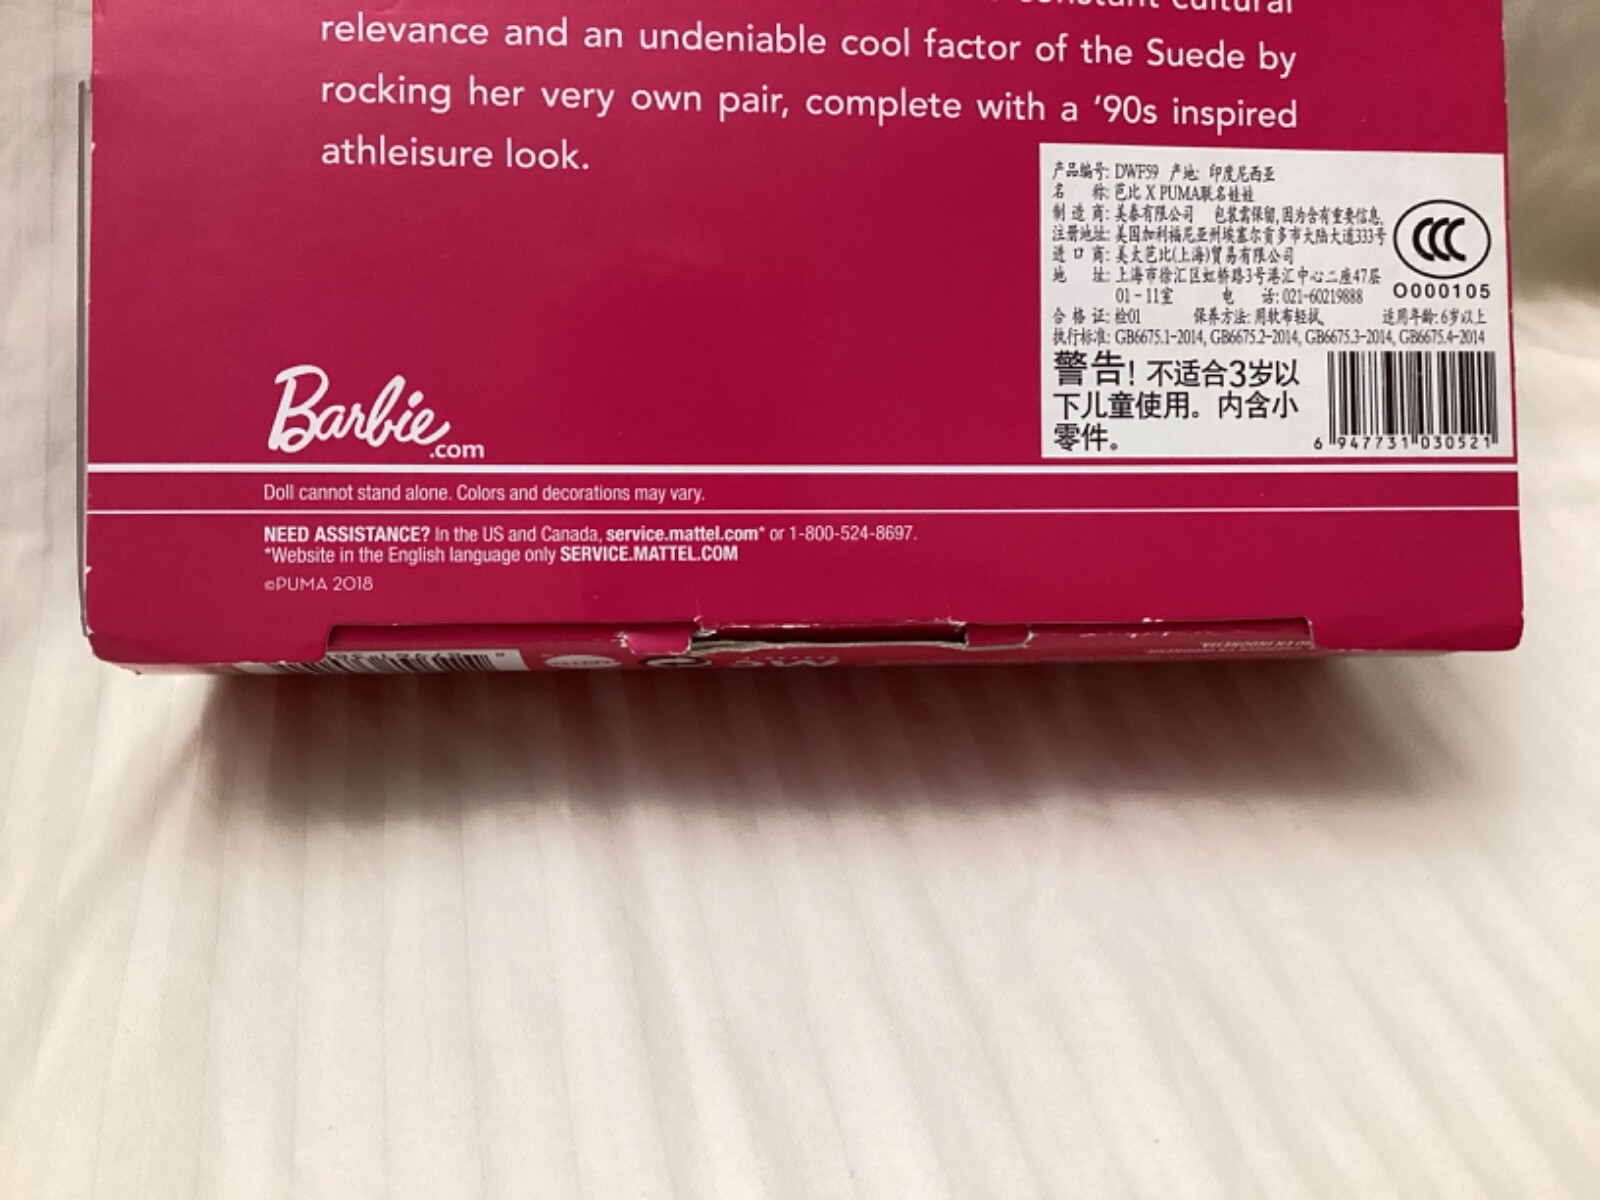 constant cultural
relevance and an undeniable cool factor of the Suede by
rocking her very own pair, complete with a '90s inspired
athleisure look.
产品编号: DWF59 产地: 印度尼西亚
名 称: 芭比 X PUMA联名娃娃
制造商: 美泰有限公司 包装需保留,因为含有重要信息.
注册地址: 美国加利福尼亚州埃塞尔贡多市大陆大道333号
进口商: 美太芭比(上海)貿易有限公司
地 址: 上海市徐汇区虹桥路3号港汇中心二座47层
01-11室 电 话: 021-60219888
合格证: 检01 保养方法: 用软布轻拭 适用年龄: 6岁以上
执行标准: GB6675.1-2014, GB6675.2-2014, GB6675.3-2014, GB6675.4-2014
CCC
0000105
警告! 不适合3岁以
下儿童使用。内含小
零件。
6 947731 030521
Barbie.com
Doll cannot stand alone. Colors and decorations may vary.
NEED ASSISTANCE? In the US and Canada, service.mattel.com* or 1-800-524-8697.
*Website in the English language only SERVICE.MATTEL.COM
©PUMA 2018